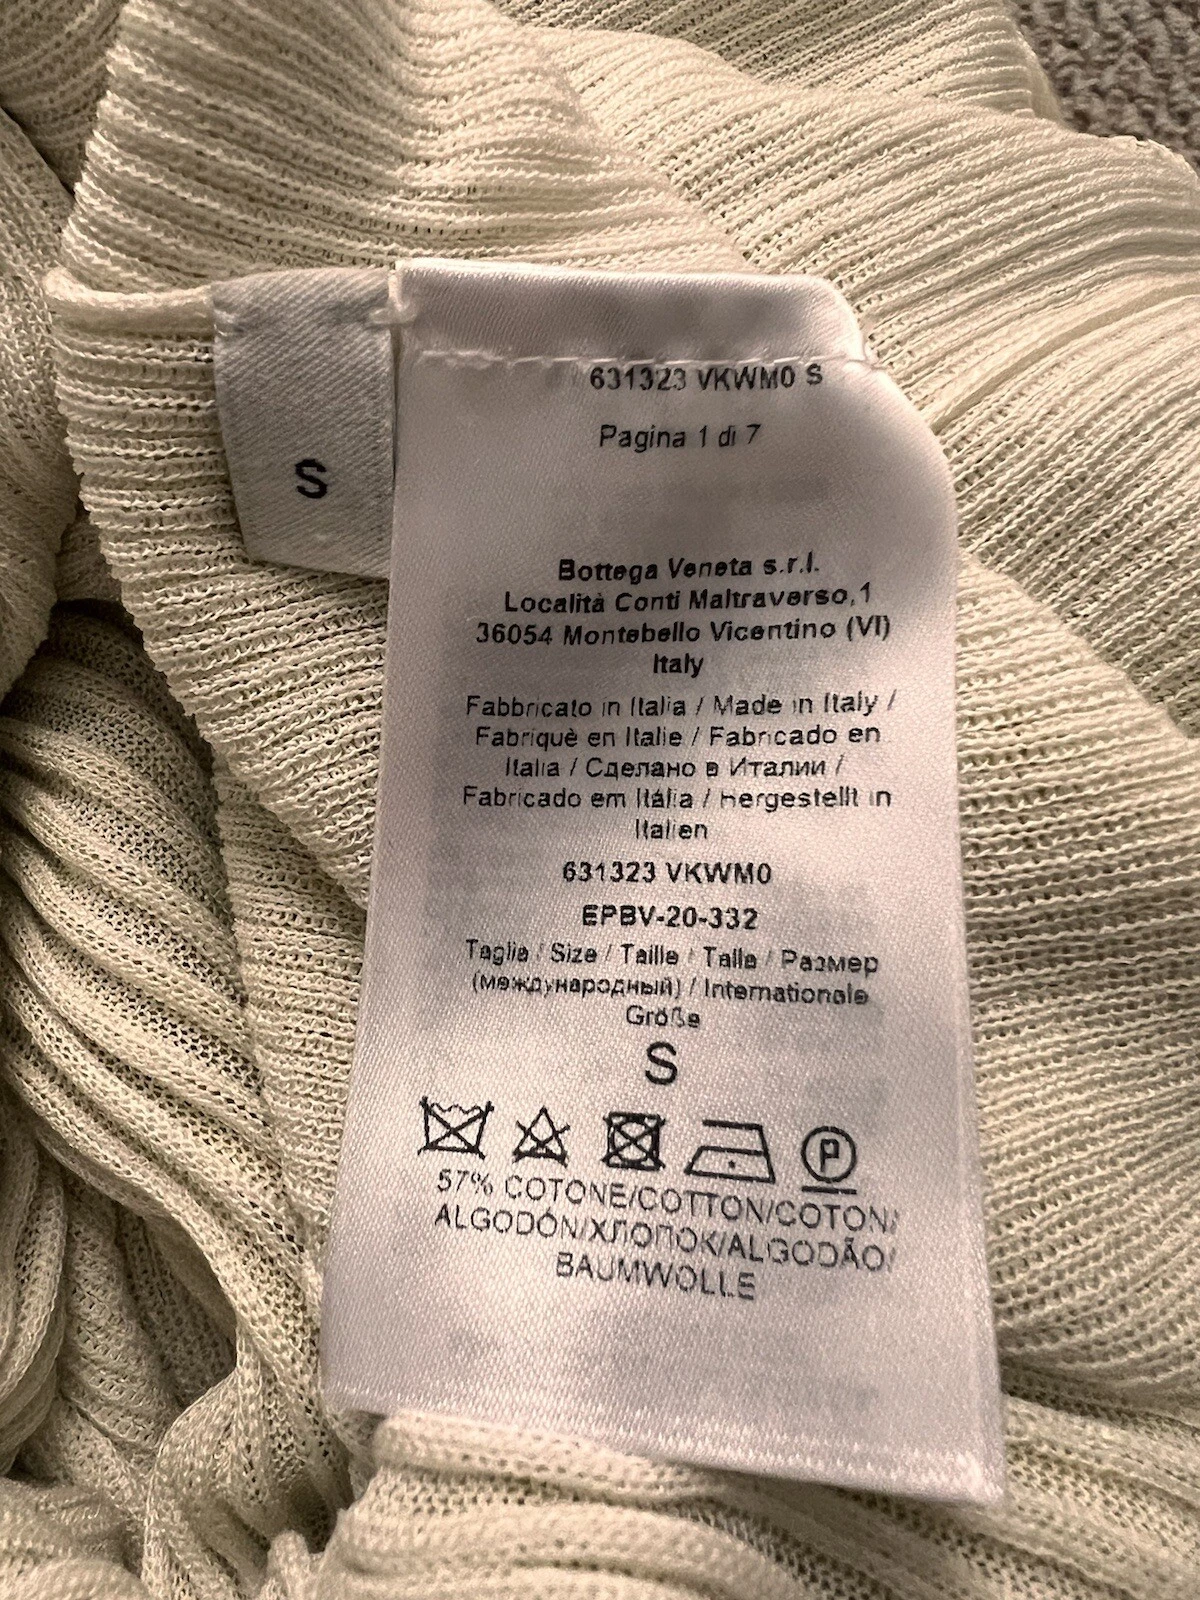 631323 VKWM0 S
Pagina 1 di 7
S
Bottega Veneta s.r.l.
Località Conti Maltraverso,1
36054 Montebello Vicentino (VI)
Italy
Fabbricato in Italia / Made in Italy /
Fabriquè en Italie / Fabricado en
Italia / Сделано в Италии /
Fabricado em Itália / Hergestellt in
Italien
631323 VKWM0
EPBV-20-332
Taglia / Size / Taille / Talla / Размер
(международный) / Internationale
Größe
S
P
57% COTONE/COTTON/COTON/
ALGODÓN/ХЛОПОК/ALGODÃO/
BAUMWOLLE